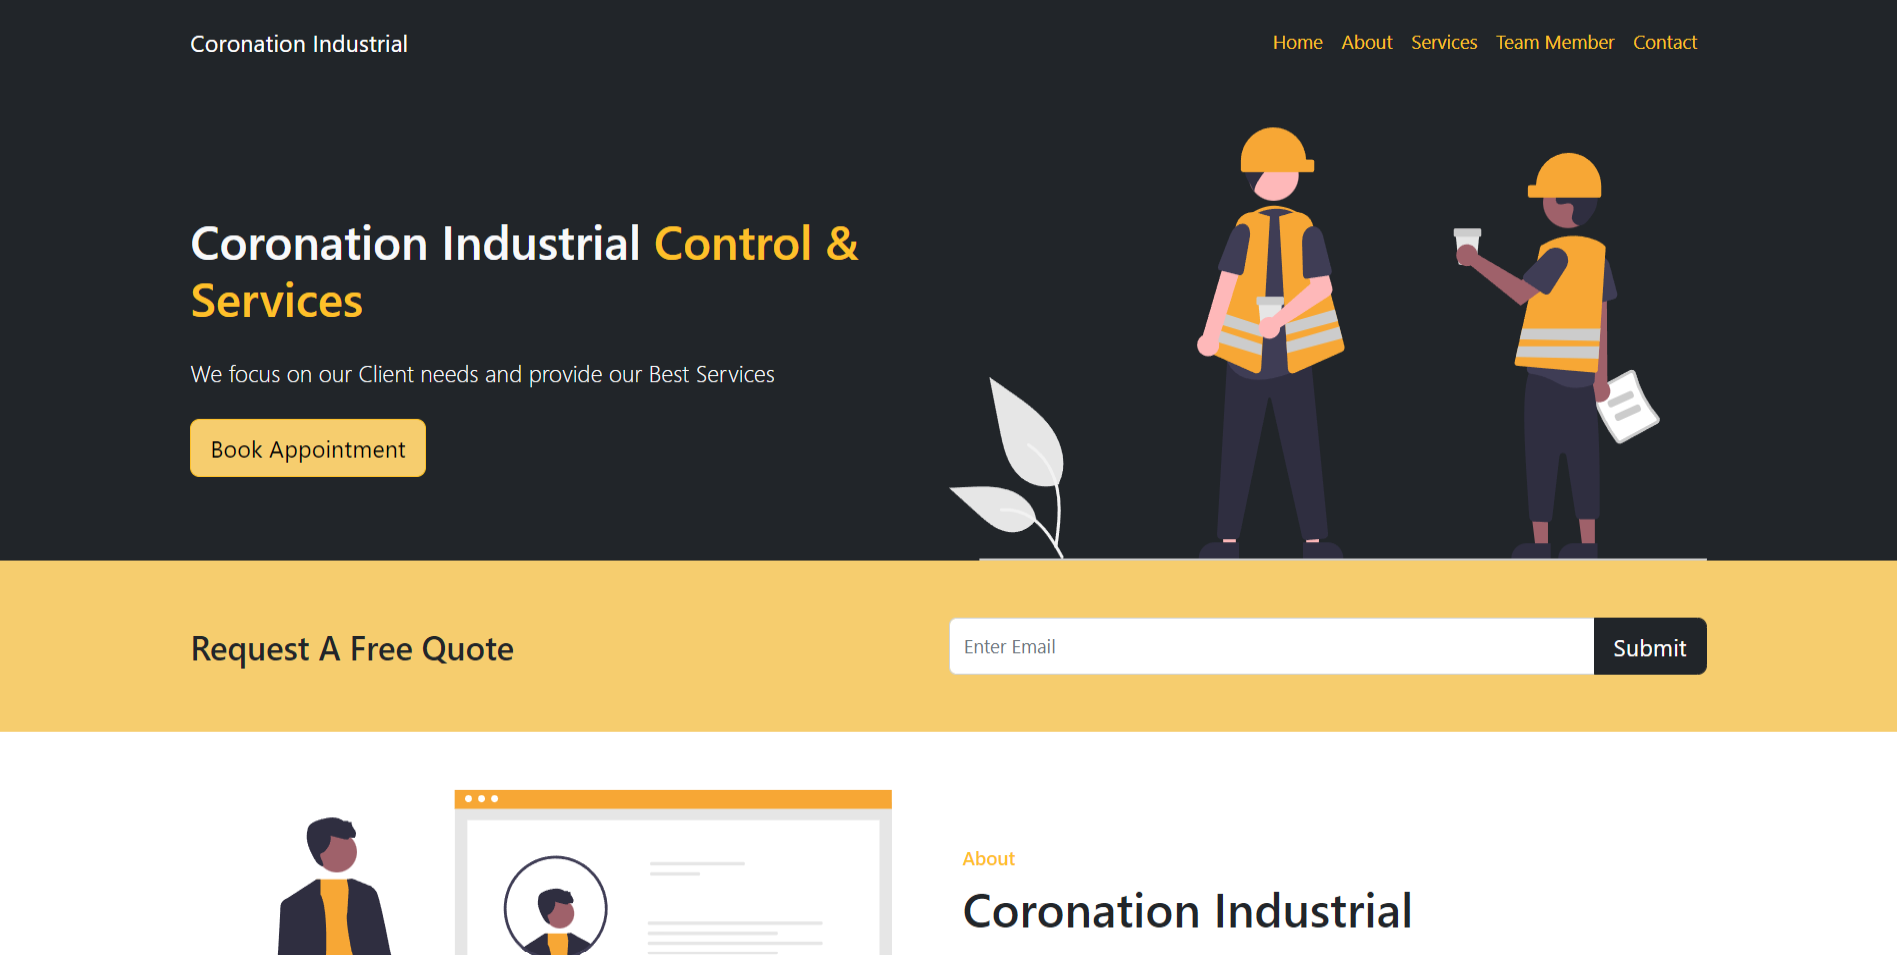 Coronation Industrial
Home About Services Team Member Contact
Coronation Industrial Control &
Services
We focus on our Client needs and provide our Best Services
Book Appointment
Request A Free Quote
Enter Email
Submit
About
Coronation Industrial